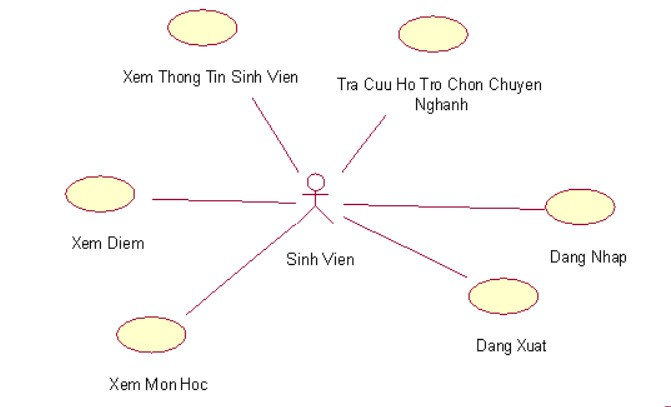 Xem Thong Tin Sinh Vien
Tra Cuu Ho Tro Chon Chuyen
Nghanh
Xem Diem
Sinh Vien
Dang Nhap
Dang Xuat
Xem Mon Hoc